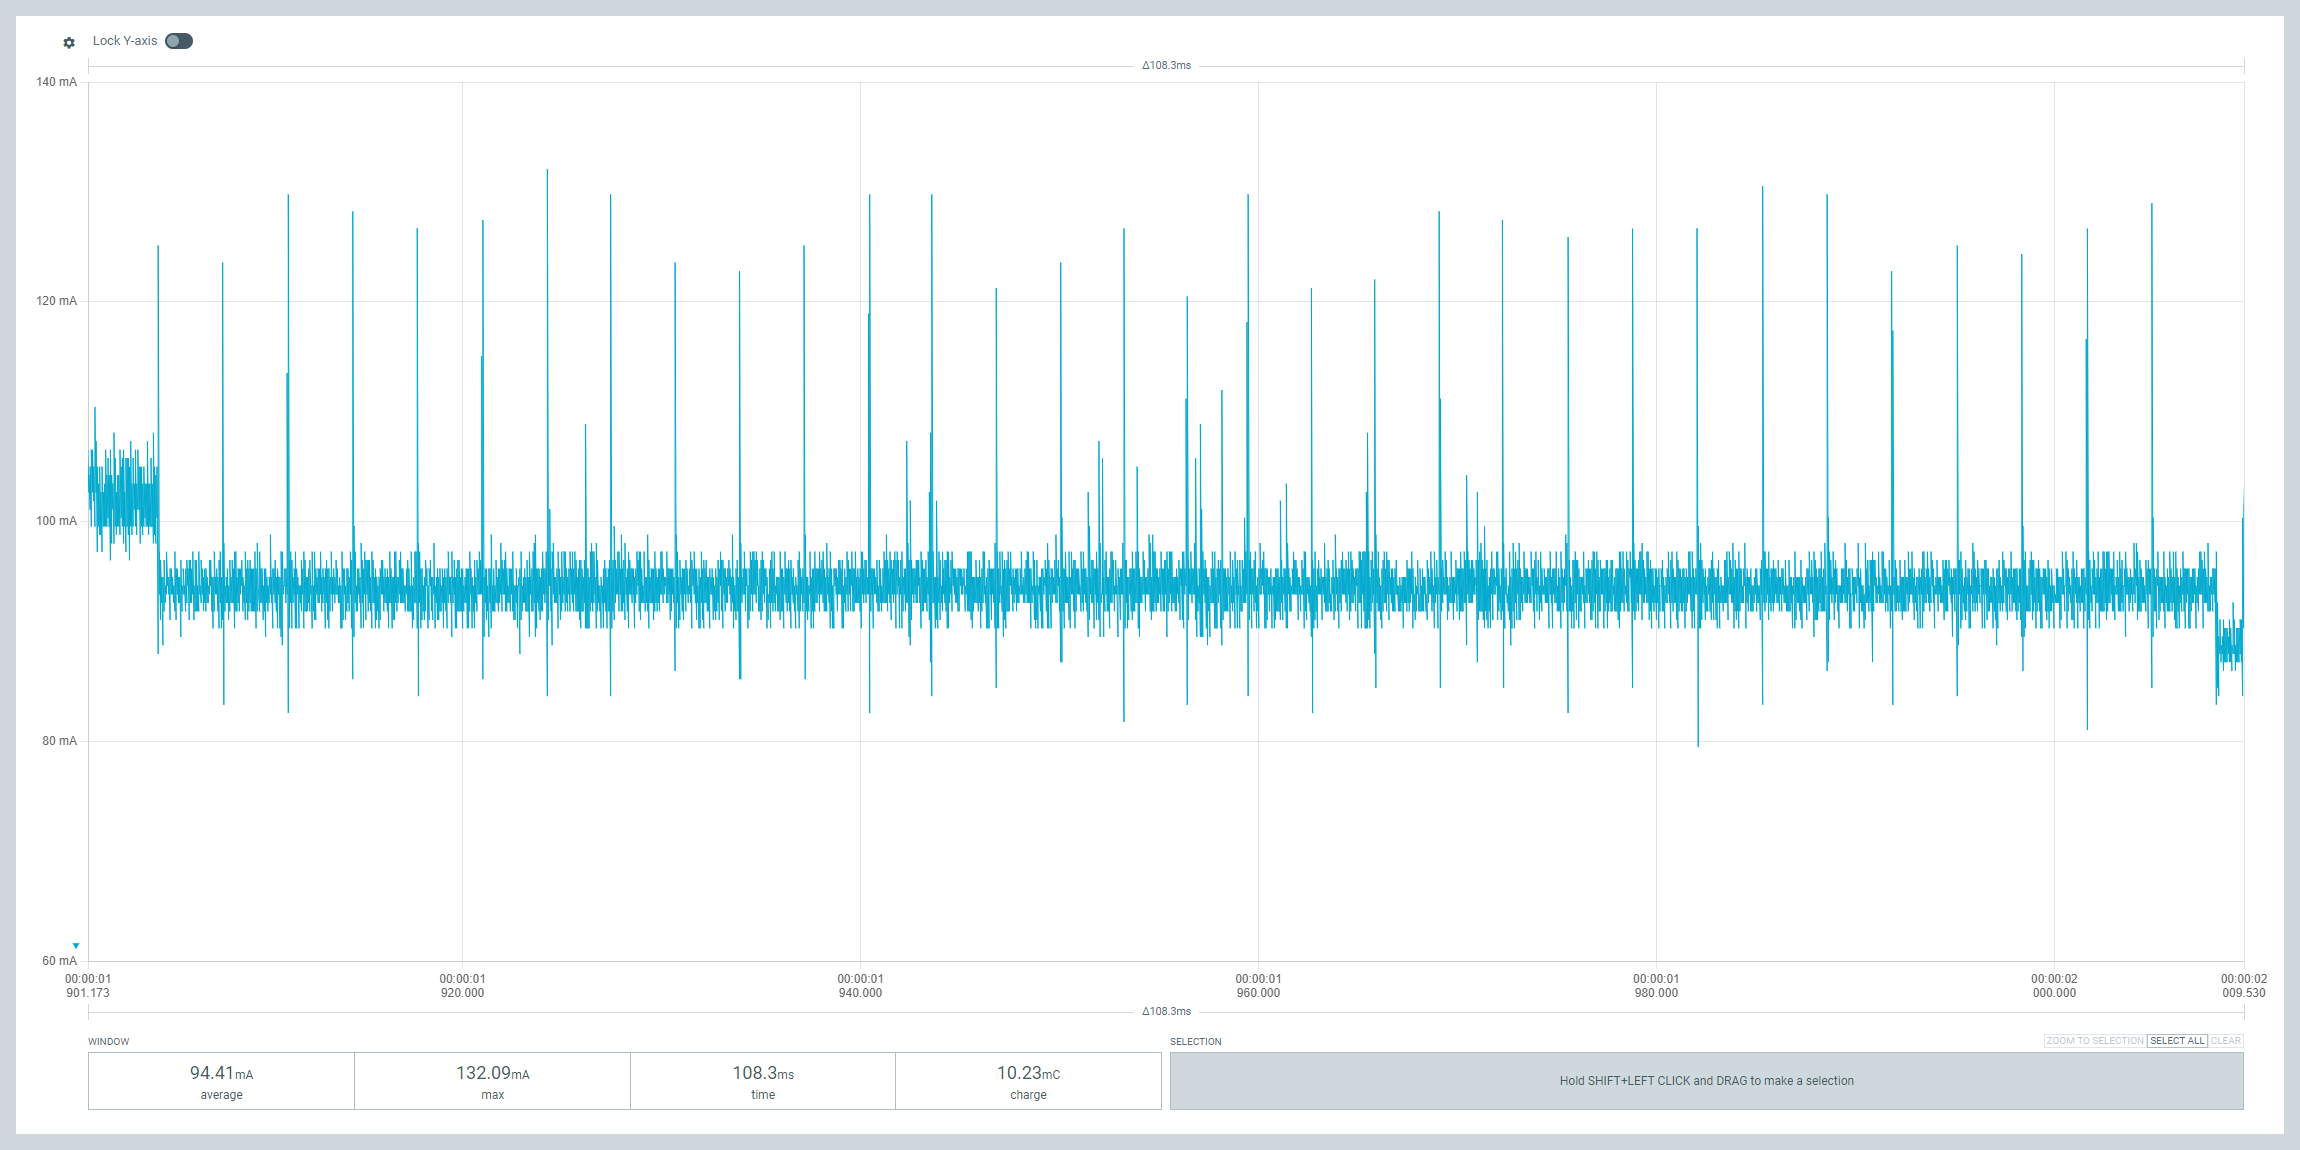 Lock Y-axis
Δ108.3ms
140 mA
120 mA
100 mA
80 mA
60 mA
00:00:01 00:00:01 00:00:01 00:00:01 00:00:01 00:00:02 00:00:02
901.173 920.000 940.000 960.000 980.000 000.000 009.530
Δ108.3ms
WINDOW
94.41mA 132.09mA 108.3ms 10.23mC
average max time charge
SELECTION
ZOOM TO SELECTION SELECT ALL CLEAR
Hold SHIFT+LEFT CLICK and DRAG to make a selection